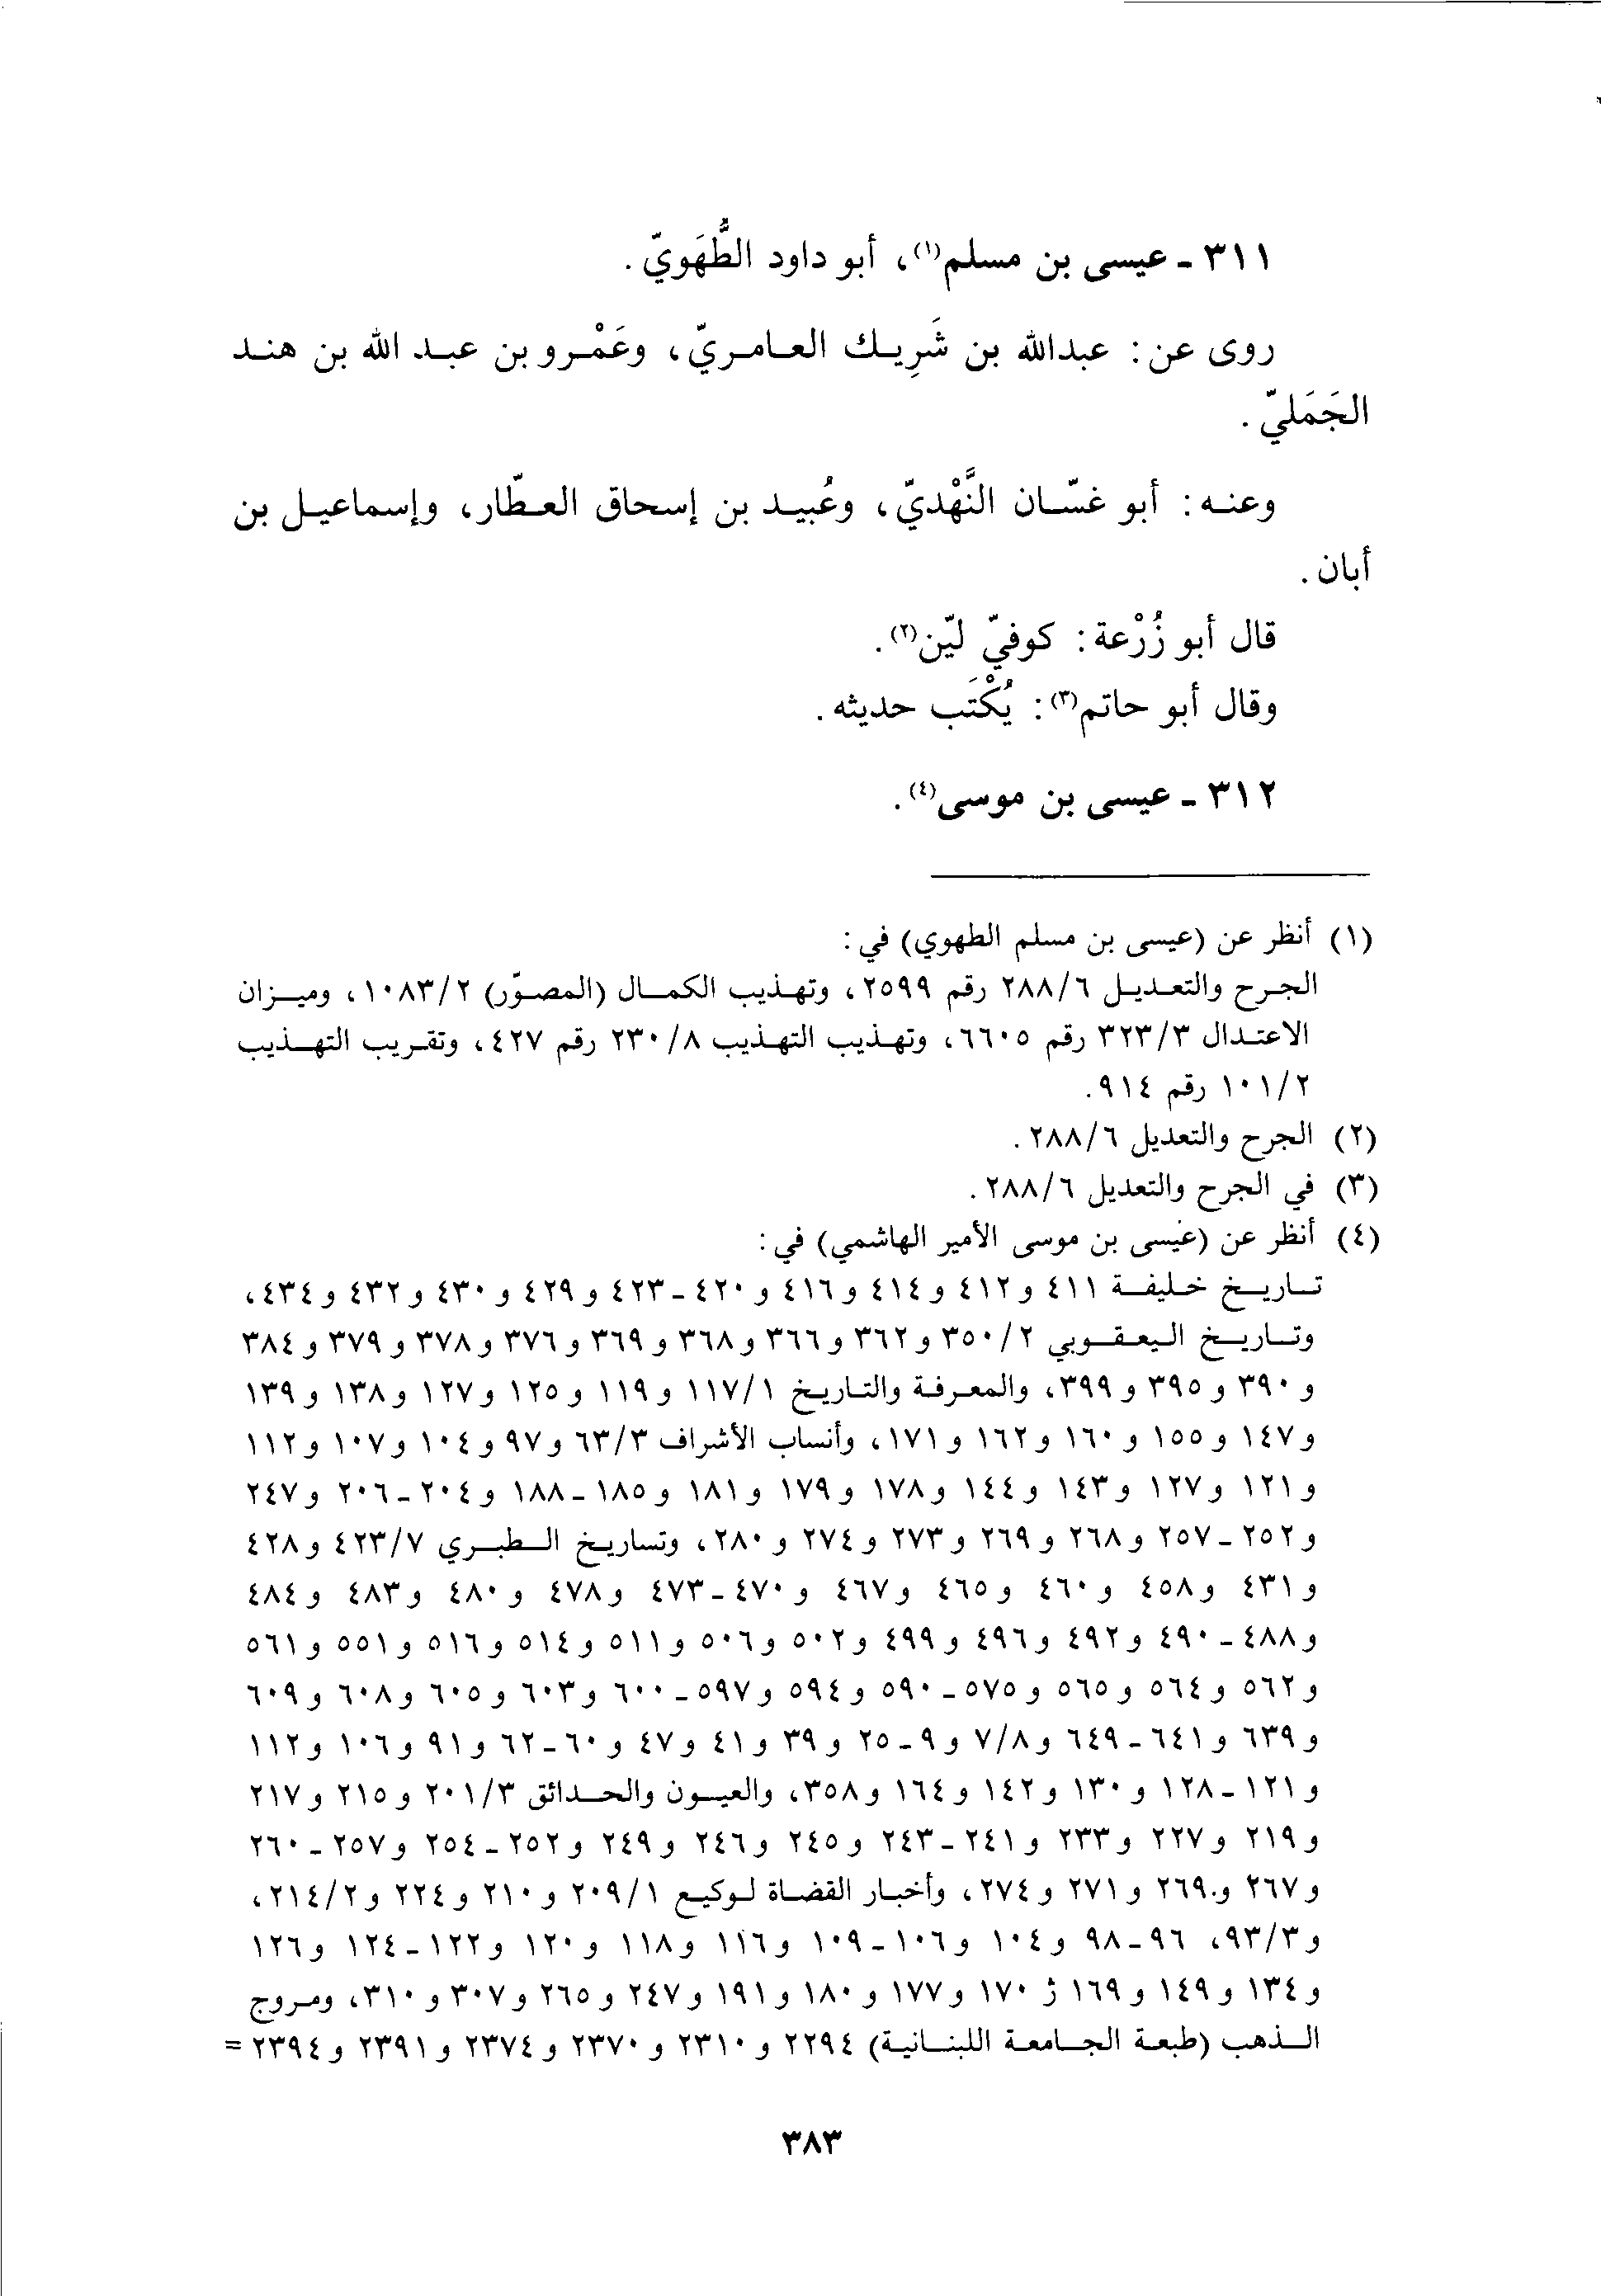 ٣١١ - عيسى بن مسلم(١)، أبو داود الطُّهَويّ.
روى عن: عبدالله بن شَرِيك العامريّ، وعَمْرو بن عبد الله بن هند
الجَمَليّ.
وعنه: أبو غسّان النَّهْديّ، وعُبيد بن إسحاق العطّار، وإسماعيل بن
أبان.
قال أبو زُرْعة: كوفيّ ليّن(٢).
وقال أبو حاتم(٣): يُكْتَب حديثه.
٣١٢ - عيسى بن موسى(٤).
(١) أنظر عن (عيسى بن مسلم الطهوي) في:
الجرح والتعديل ٢٨٨/٦ رقم ٢٥٩٩، وتهذيب الكمال (المصوّر) ١٠٨٣/٢، وميزان
الاعتدال ٣٢٣/٣ رقم ٦٦٠٥، وتهذيب التهذيب ٢٣٠/٨ رقم ٤٢٧، وتقريب التهذيب
١٠١/٢ رقم ٩١٤.
(٢) الجرح والتعديل ٢٨٨/٦.
(٣) في الجرح والتعديل ٢٨٨/٦.
(٤) أنظر عن (عيسى بن موسى الأمير الهاشمي) في:
تاريخ خليفة ٤١١ و٤١٢ و٤١٤ و٤١٦ و٤٢٠-٤٢٣ و٤٢٩ و٤٣٠ و٤٣٢ و٤٣٤،
وتاريخ اليعقوبي ٣٥٠/٢ و٣٦٢ و٣٦٦ و٣٦٨ و٣٦٩ و٣٧٦ و٣٧٨ و٣٧٩ و٣٨٤
و٣٩٠ و٣٩٥ و٣٩٩، والمعرفة والتاريخ ١١٧/١ و١١٩ و١٢٥ و١٢٧ و١٣٨ و١٣٩
و١٤٧ و١٥٥ و١٦٠ و١٦٢ و١٧١، وأنساب الأشراف ٦٣/٣ و٩٧ و١٠٤ و١٠٧ و١١٢
و١٢١ و١٢٧ و١٤٣ و١٤٤ و١٧٨ و١٧٩ و١٨١ و١٨٥-١٨٨ و٢٠٤-٢٠٦ و٢٤٧
و٢٥٢-٢٥٧ و٢٦٨ و٢٦٩ و٢٧٣ و٢٧٤ و٢٨٠، وتساريخ الطبري ٤٢٣/٧ و٤٢٨
و٤٣١ و٤٥٨ و٤٦٠ و٤٦٥ و٤٦٧ و٤٧٠-٤٧٣ و٤٧٨ و٤٨٠ و٤٨٣ و٤٨٤
و٤٨٨-٤٩٠ و٤٩٢ و٤٩٦ و٤٩٩ و٥٠٢ و٥٠٦ و٥١١ و٥١٤ و٥١٦ و٥٥١ و٥٦١
و٥٦٢ و٥٦٤ و٥٦٥ و٥٧٥-٥٩٠ و٥٩٤ و٥٩٧-٦٠٠ و٦٠٣ و٦٠٥ و٦٠٨ و٦٠٩
و٦٣٩ و٦٤١-٦٤٩ و٧/٨ و٩-٢٥ و٣٩ و٤١ و٤٧ و٦٠-٦٢ و٩١ و١٠٦ و١١٢
و١٢١-١٢٨ و١٣٠ و١٤٢ و١٦٤ و٣٥٨، والعيون والحدائق ٢٠١/٣ و٢١٥ و٢١٧
و٢١٩ و٢٢٧ و٢٣٣ و٢٤١-٢٤٣ و٢٤٥ و٢٤٦ و٢٤٩ و٢٥٢-٢٥٤ و٢٥٧-٢٦٠
و٢٦٧ و.٢٦٩ و٢٧١ و٢٧٤، وأخبار القضاة لوكيع ٢٠٩/١ و٢١٠ و٢٢٤ و٢١٤/٢،
و٩٣/٣، ٩٦-٩٨ و١٠٤ و١٠٦-١٠٩ و١١٦ و١١٨ و١٢٠ و١٢٢-١٢٤ و١٢٦
و١٣٤ و١٤٩ و١٦٩ ز ١٧٠ و١٧٧ و١٨٠ و١٩١ و٢٤٧ و٢٦٥ و٣٠٧ و٣١٠، ومروج
الذهب (طبعة الجامعة اللبنانية) ٢٢٩٤ و٢٣١٠ و٢٣٧٠ و٢٣٧٤ و٢٣٩١ و٢٣٩٤ =
٣٨٣